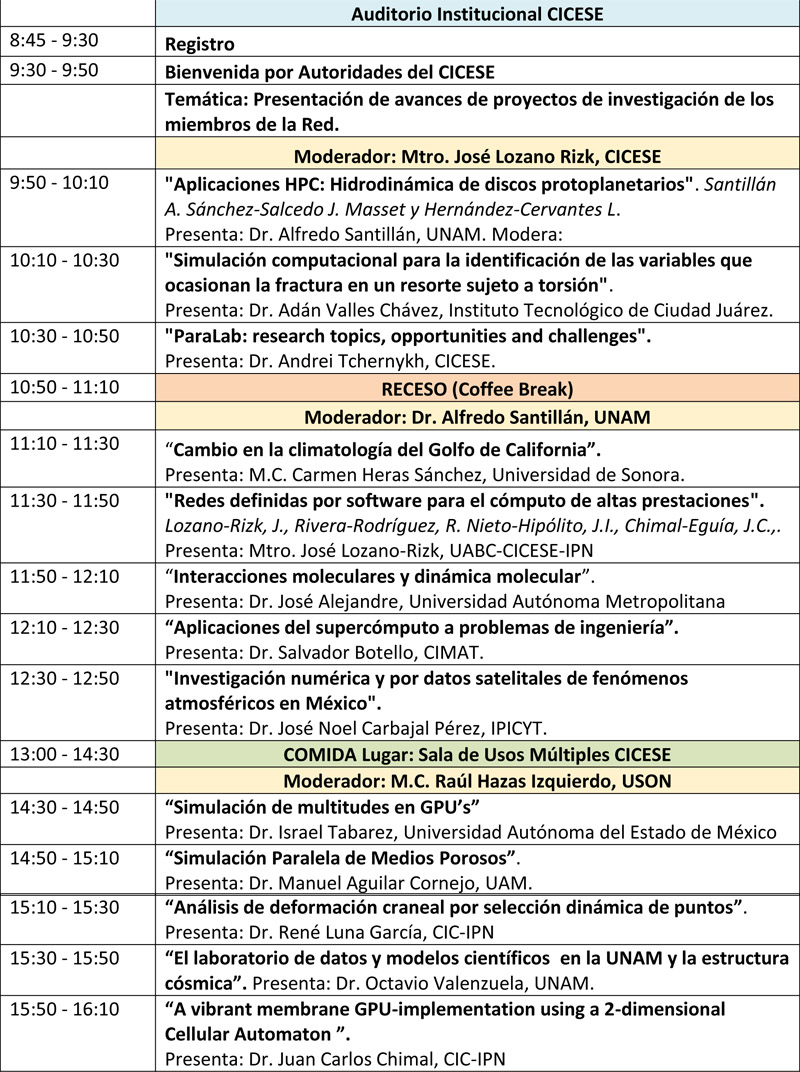 Auditorio Institucional CICESE
8:45 - 9:30
Registro
9:30 - 9:50
Bienvenida por Autoridades del CICESE
Temática: Presentación de avances de proyectos de investigación de los
miembros de la Red.
Moderador: Mtro. José Lozano Rizk, CICESE
9:50 - 10:10
"Aplicaciones HPC: Hidrodinámica de discos protoplanetarios". Santillán
A. Sánchez-Salcedo J. Masset y Hernández-Cervantes L.
Presenta: Dr. Alfredo Santillán, UNAM. Modera:
10:10 - 10:30
"Simulación computacional para la identificación de las variables que
ocasionan la fractura en un resorte sujeto a torsión".
Presenta: Dr. Adán Valles Chávez, Instituto Tecnológico de Ciudad Juárez.
10:30 - 10:50
"ParaLab: research topics, opportunities and challenges".
Presenta: Dr. Andrei Tchernykh, CICESE.
10:50 - 11:10
RECESO (Coffee Break)
Moderador: Dr. Alfredo Santillán, UNAM
11:10 - 11:30
“Cambio en la climatología del Golfo de California”.
Presenta: M.C. Carmen Heras Sánchez, Universidad de Sonora.
11:30 - 11:50
"Redes definidas por software para el cómputo de altas prestaciones".
Lozano-Rizk, J., Rivera-Rodríguez, R. Nieto-Hipólito, J.I., Chimal-Eguía, J.C.,.
Presenta: Mtro. José Lozano-Rizk, UABC-CICESE-IPN
11:50 - 12:10
“Interacciones moleculares y dinámica molecular”.
Presenta: Dr. José Alejandre, Universidad Autónoma Metropolitana
12:10 - 12:30
“Aplicaciones del supercómputo a problemas de ingeniería”.
Presenta: Dr. Salvador Botello, CIMAT.
12:30 - 12:50
"Investigación numérica y por datos satelitales de fenómenos
atmosféricos en México".
Presenta: Dr. José Noel Carbajal Pérez, IPICYT.
13:00 - 14:30
COMIDA Lugar: Sala de Usos Múltiples CICESE
Moderador: M.C. Raúl Hazas Izquierdo, USON
14:30 - 14:50
“Simulación de multitudes en GPU’s”
Presenta: Dr. Israel Tabarez, Universidad Autónoma del Estado de México
14:50 - 15:10
“Simulación Paralela de Medios Porosos”.
Presenta: Dr. Manuel Aguilar Cornejo, UAM.
15:10 - 15:30
“Análisis de deformación craneal por selección dinámica de puntos”.
Presenta: Dr. René Luna García, CIC-IPN
15:30 - 15:50
“El laboratorio de datos y modelos científicos  en la UNAM y la estructura
cósmica”. Presenta: Dr. Octavio Valenzuela, UNAM.
15:50 - 16:10
“A vibrant membrane GPU-implementation using a 2-dimensional
Cellular Automaton ”.
Presenta: Dr. Juan Carlos Chimal, CIC-IPN